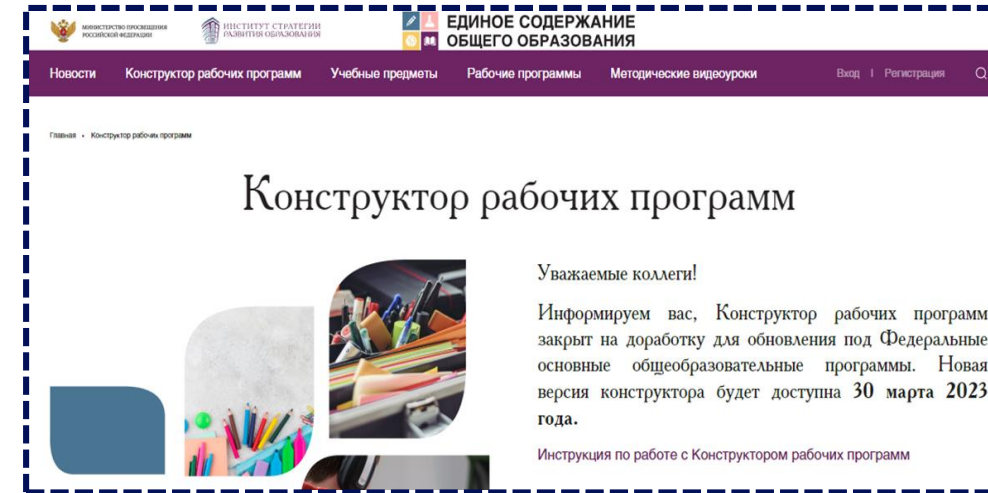 МИНИСТЕРСТВО ПРОСВЕЩЕНИЯ
РОССИЙСКОЙ ФЕДЕРАЦИИ
ИНСТИТУТ СТРАТЕГИИ
РАЗВИТИЯ ОБРАЗОВАНИЯ
ЕДИНОЕ СОДЕРЖАНИЕ
ОБЩЕГО ОБРАЗОВАНИЯ
Новости Конструктор рабочих программ Учебные предметы Рабочие программы Методические видеоуроки Вход | Регистрация
Главная • Конструктор рабочих программ
Конструктор рабочих программ
Уважаемые коллеги!
Информируем вас, Конструктор рабочих программ
закрыт на доработку для обновления под Федеральные
основные общеобразовательные программы. Новая
версия конструктора будет доступна 30 марта 2023
года.
Инструкция по работе с Конструктором рабочих программ